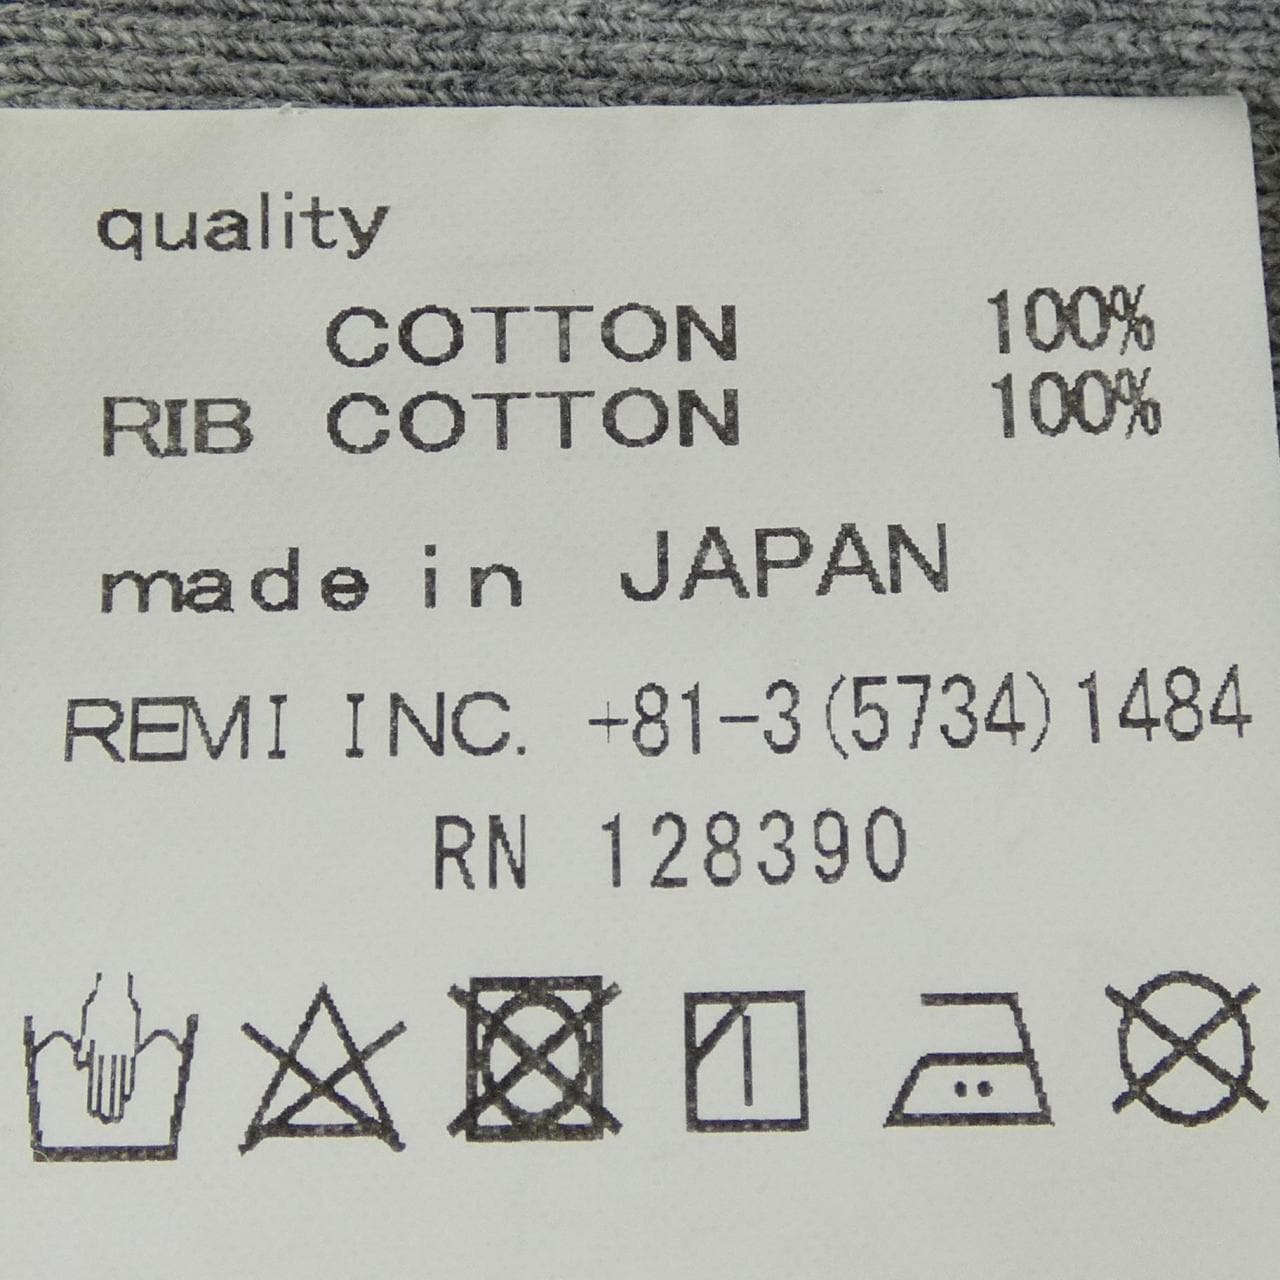 quality
COTTON 100%
RIB COTTON 100%
made in JAPAN
REMI INC. +81-3(5734)1484
RN 128390